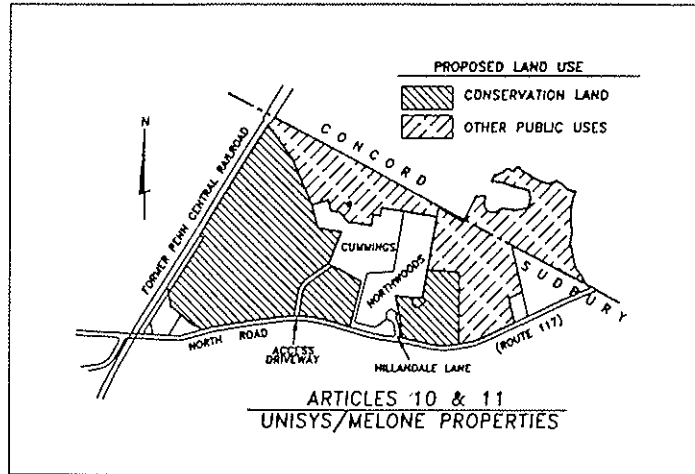 PROPOSED LAND USE
CONSERVATION LAND
OTHER PUBLIC USES
N
CONCORD
SUDBURY
FORMER PENN CENTRAL RAILROAD
CUMMINGS
NORTHWOODS
NORTH ROAD
(ROUTE 117)
ACCESS
DRIVEWAY
HILLANDALE LANE
ARTICLES 10 & 11
UNISYS/MELONE PROPERTIES